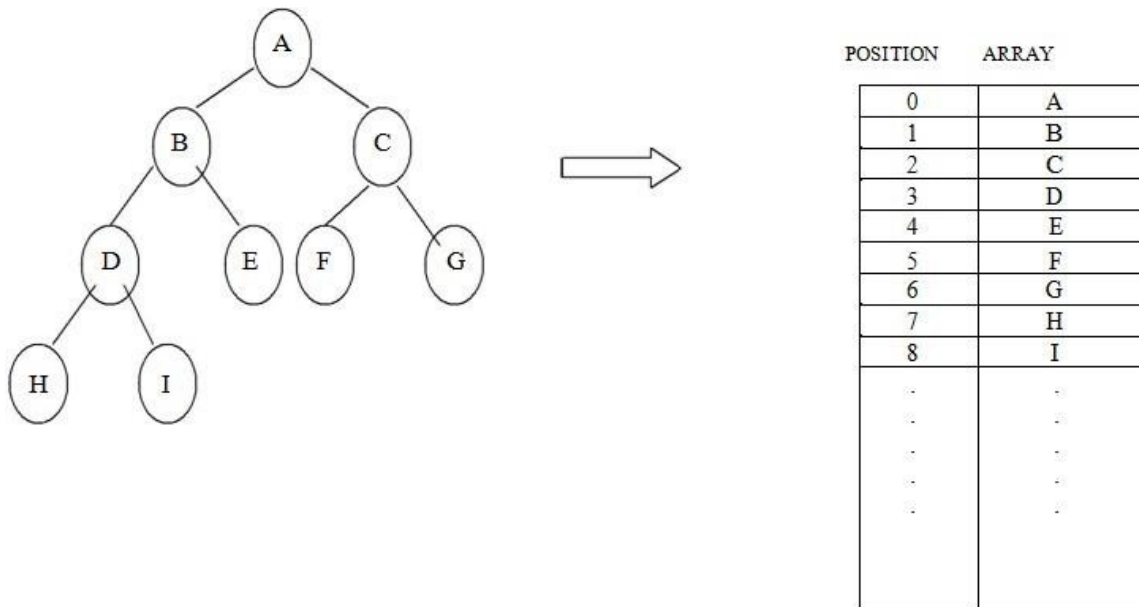 A
B C
D E F G
H I
POSITION ARRAY
0 A
1 B
2 C
3 D
4 E
5 F
6 G
7 H
8 I
. .
. .
. .
. .
. .